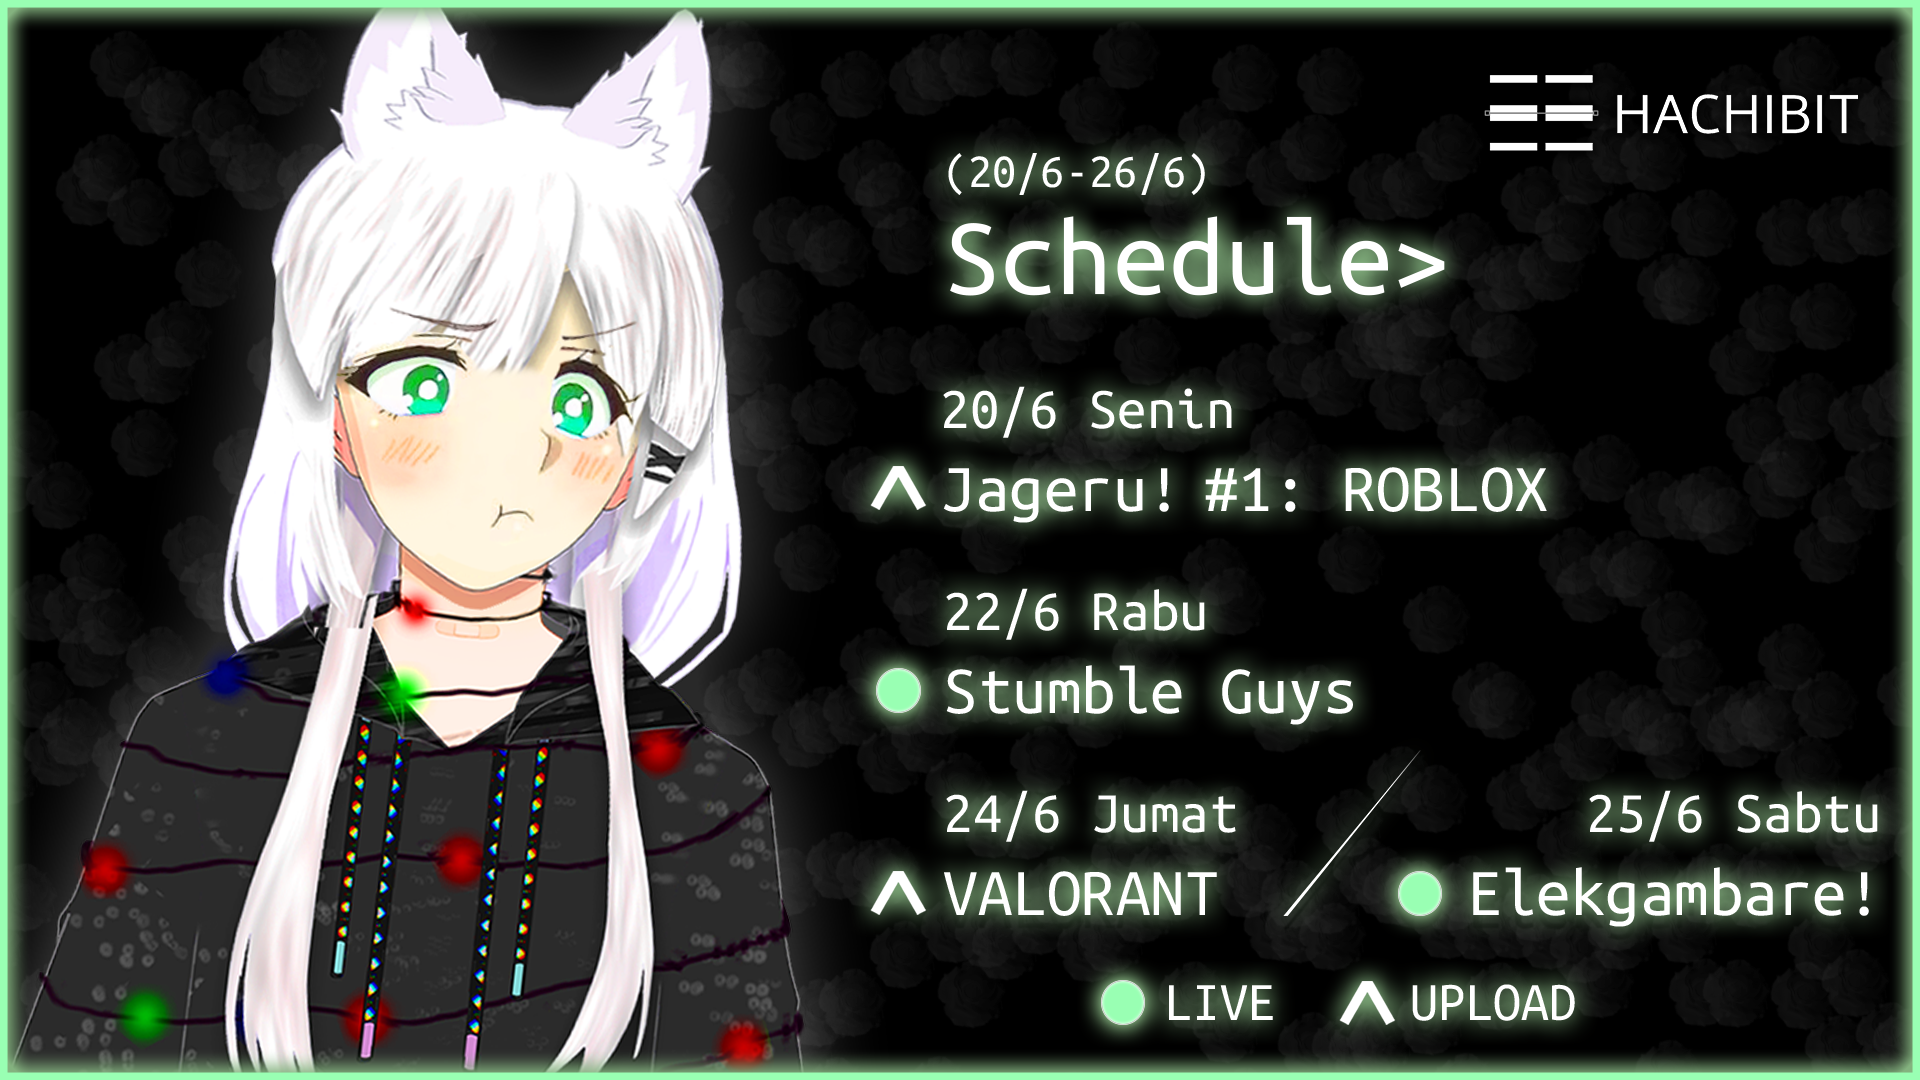 HACHIBIT
(20/6-26/6)
Schedule>
20/6 Senin
Jageru! #1: ROBLOX
22/6 Rabu
Stumble Guys
24/6 Jumat
VALORANT
25/6 Sabtu
Elekgambare!
LIVE
UPLOAD